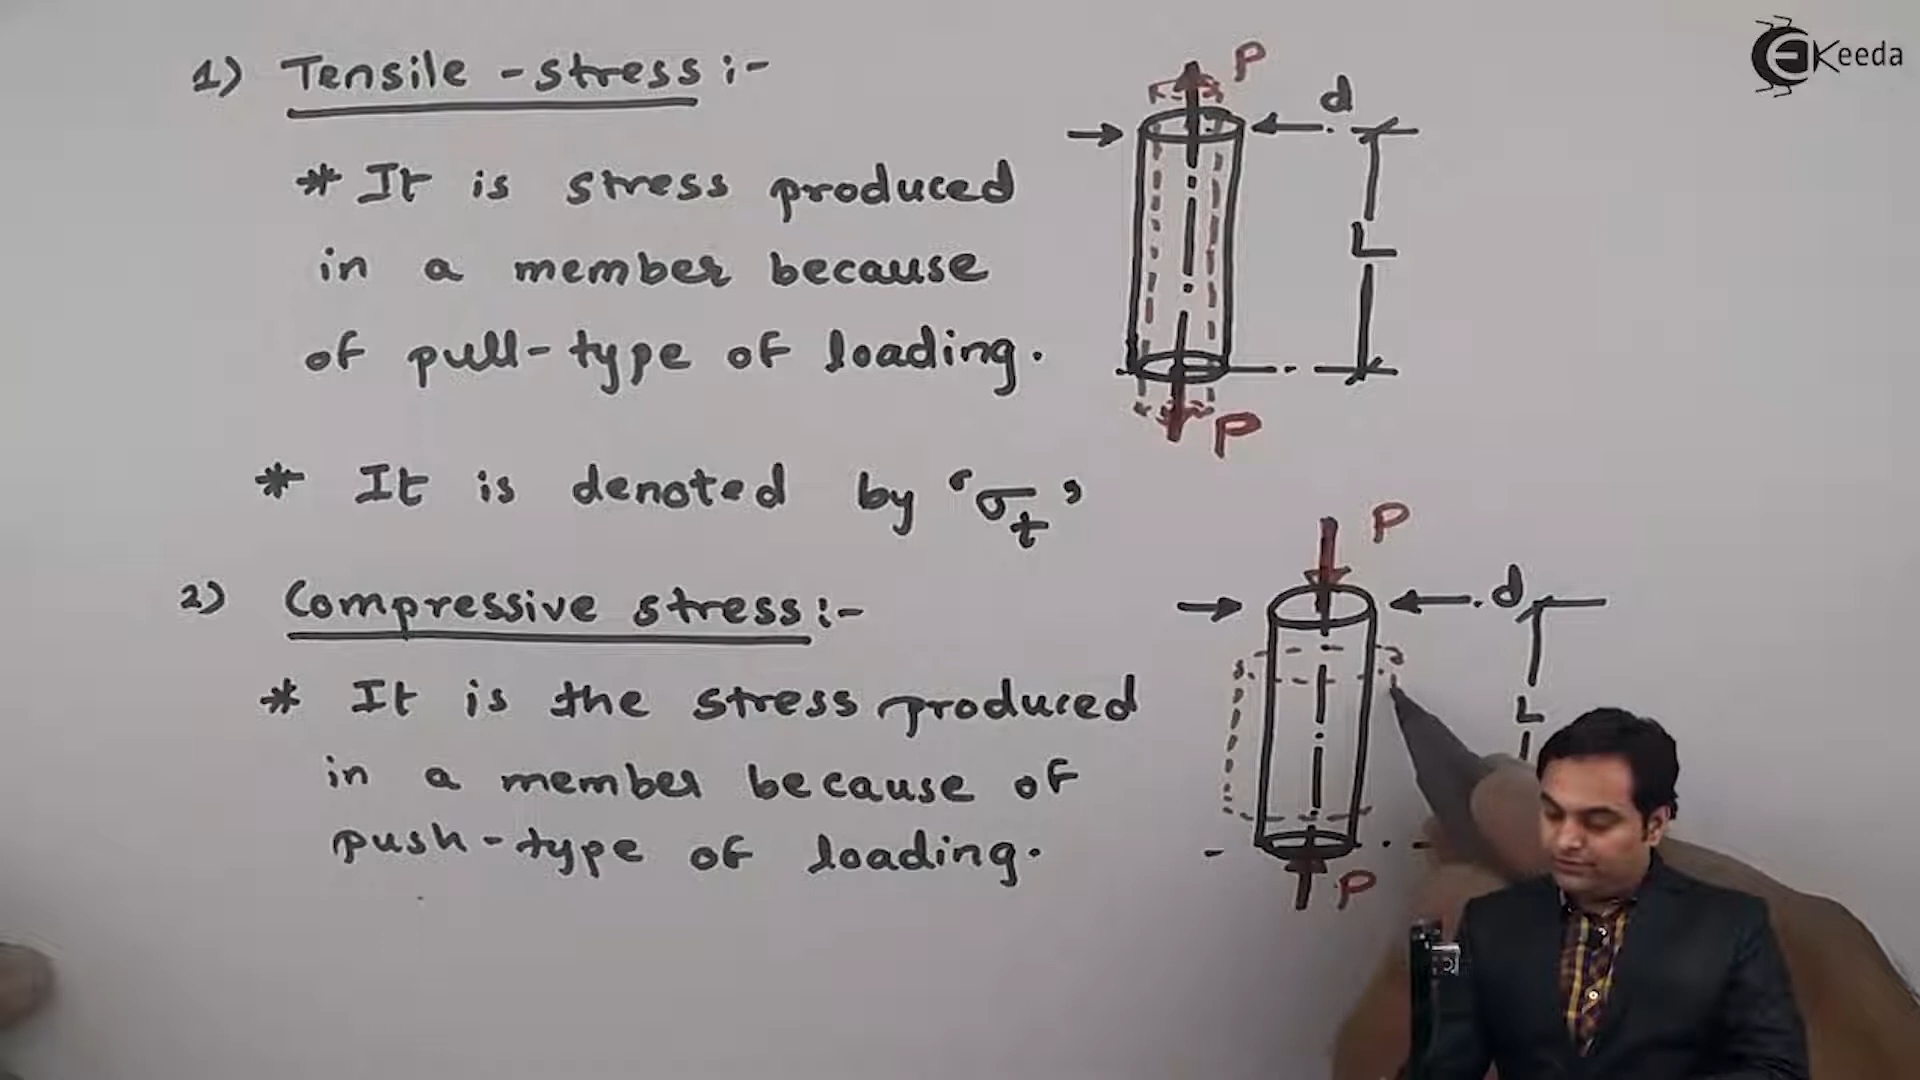 1) Tensile - stress :-
* It is stress produced
in a member because
of pull-type of loading.
* It is denoted by 'σt'
2) Compressive stress :-
* It is the stress produced
in a member because of
push-type of loading.
P
d
L
P
P
d
L
P
EKeeda